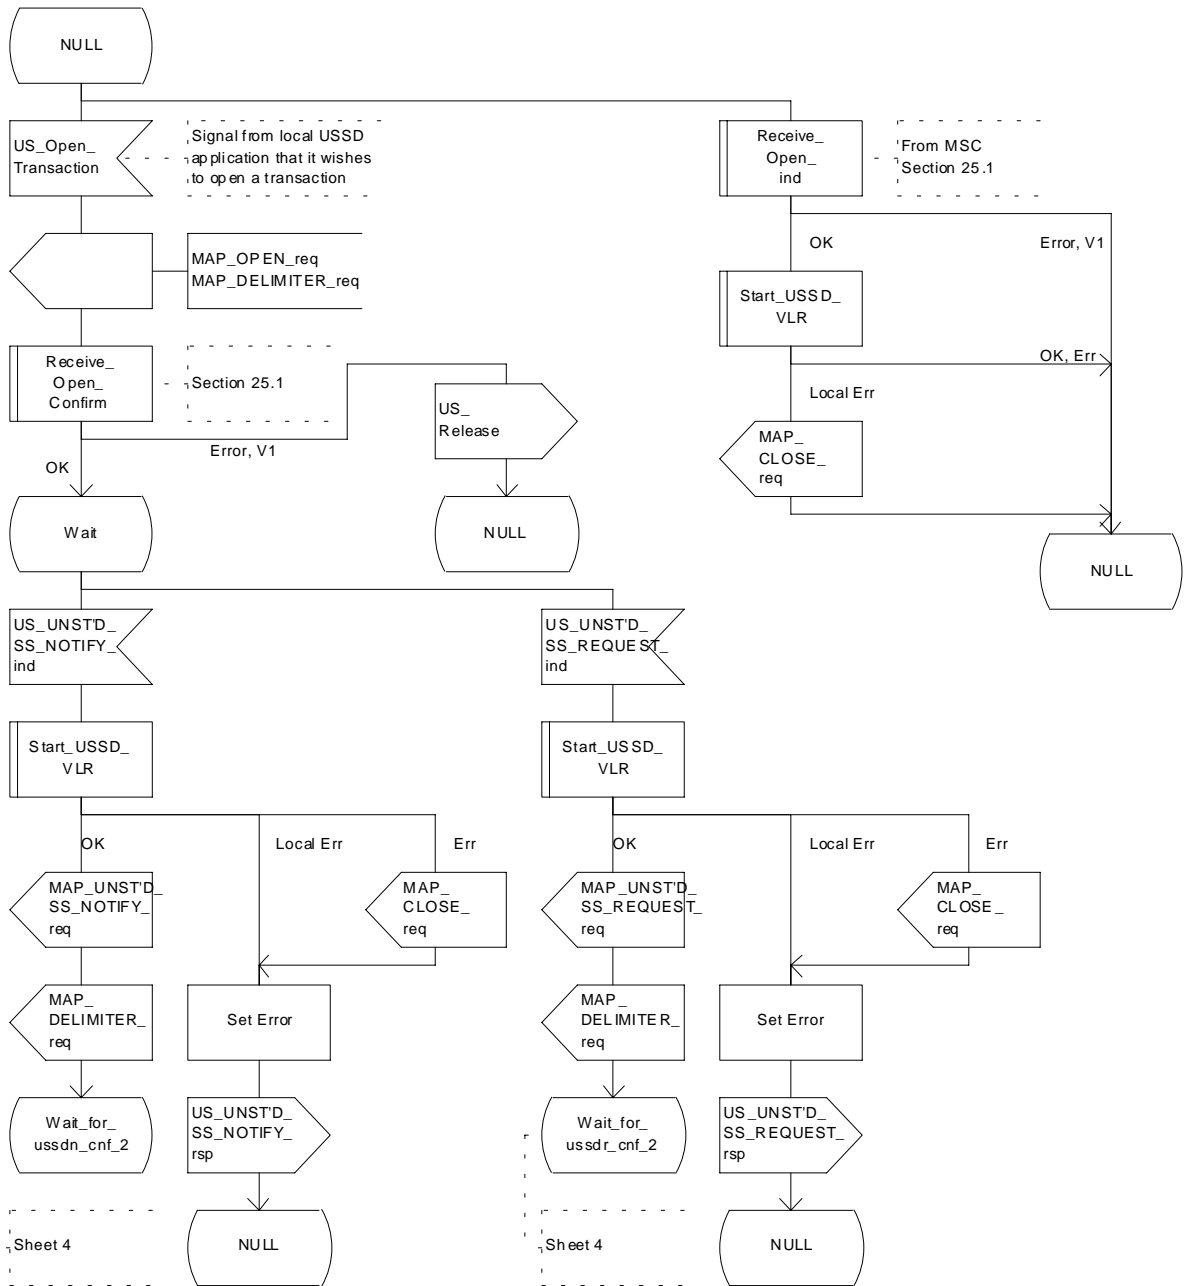 NULL
US_Open_
Transaction
Signal from local USSD
application that it wishes
to open a transaction
Receive_
Open_
ind
From MSC
Section 25.1
MAP_OPEN_req
MAP_DELIMITER_req
OK
Error, V1
Start_USSD_
VLR
Receive_
Open_
Confirm
Section 25.1
OK, Err
Local Err
US_
Release
MAP_
CLOSE_
req
Error, V1
OK
Wait
NULL
NULL
US_UNST'D_
SS_NOTIFY_
ind
US_UNST'D_
SS_REQUEST_
ind
Start_USSD_
VLR
Start_USSD_
VLR
OK
Local Err
Err
OK
Local Err
Err
MAP_UNST'D_
SS_NOTIFY_
req
MAP_
CLOSE_
req
MAP_UNST'D_
SS_REQUEST_
req
MAP_
CLOSE_
req
MAP_
DELIMITER_
req
Set Error
MAP_
DELIMITER_
req
Set Error
Wait_for_
ussdn_cnf_2
US_UNST'D_
SS_NOTIFY_
rsp
Wait_for_
ussdr_cnf_2
US_UNST'D_
SS_REQUEST_
rsp
Sheet 4
NULL
Sheet 4
NULL